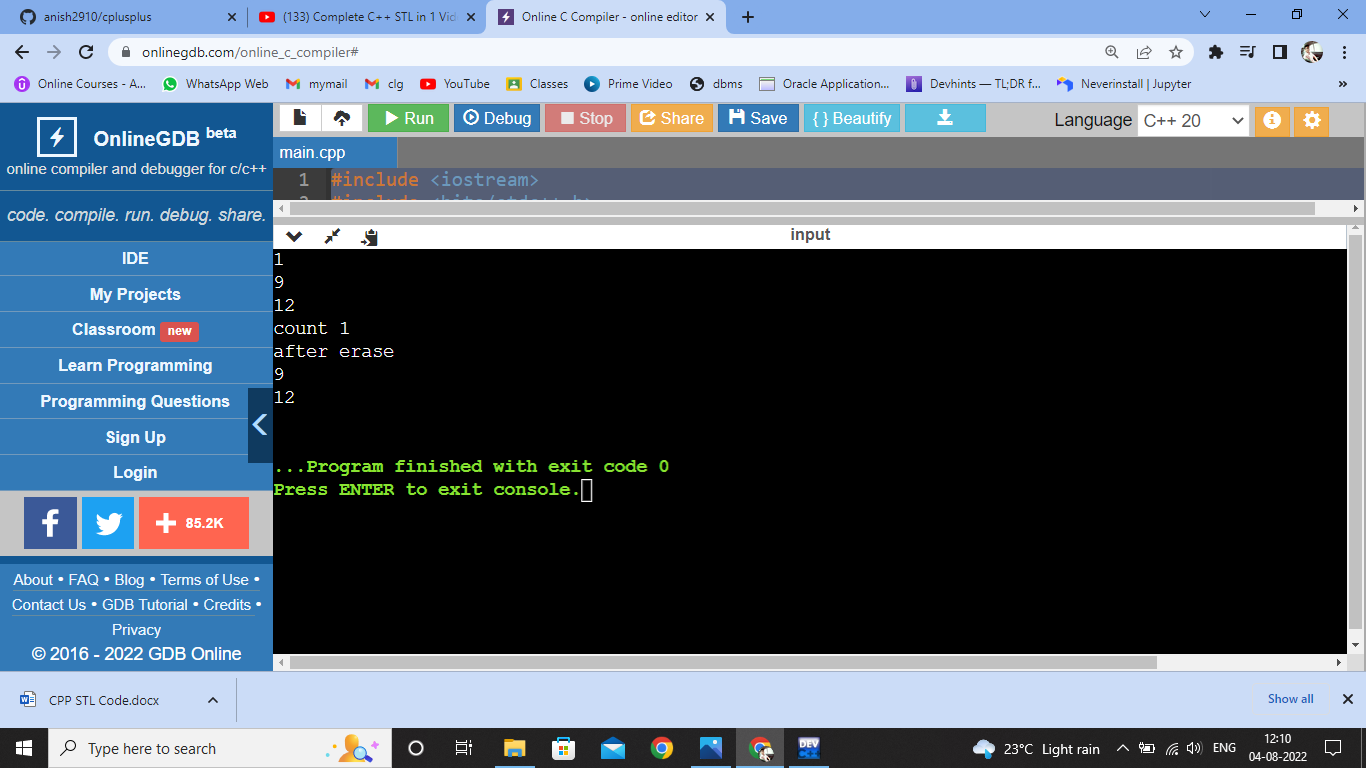 anish2910/cplusplus
(133) Complete C++ STL in 1 Vid
Online C Compiler - online editor
onlinegdb.com/online_c_compiler#
Online Courses - A...
WhatsApp Web
mymail
clg
YouTube
Classes
Prime Video
dbms
Oracle Application...
Devhints — TL;DR f...
Neverinstall | Jupyter
»
OnlineGDB beta
online compiler and debugger for c/c++
code. compile. run. debug. share.
IDE
My Projects
Classroom new
Learn Programming
Programming Questions
Sign Up
Login
85.2K
About • FAQ • Blog • Terms of Use •
Contact Us • GDB Tutorial • Credits •
Privacy
© 2016 - 2022 GDB Online
Run
Debug
Stop
Share
Save
{ } Beautify
Language C++ 20
main.cpp
1 #include <iostream>
input
1
9
12
count 1
after erase
9
12
...Program finished with exit code 0
Press ENTER to exit console.
CPP STL Code.docx
Show all
Type here to search
DEV
23°C Light rain
ENG
12:10
04-08-2022